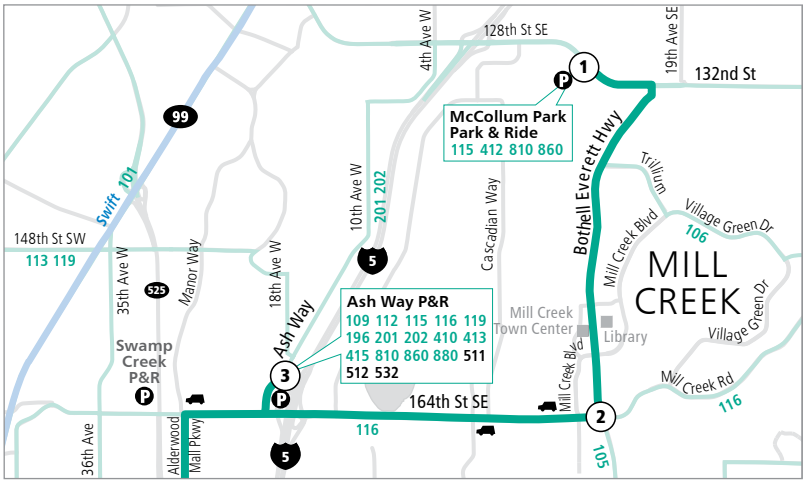 4th Ave W
128th St SE
19th Ave SE
1
P
132nd St
99
McCollum Park
Park & Ride
115 412 810 860
Bothell Everett Hwy
Swift
101
10th Ave W
201 202
Cascadian Way
Trillium
Village Green Dr
106
148th St SW
113 119
35th Ave W
Manor Way
18th Ave W
5
Mill Creek Blvd
MILL
CREEK
525
Ash Way
Ash Way P&R
109 112 115 116 119
196 201 202 410 413
415 810 860 880 511
512 532
Mill Creek
Town Center
Library
Village Green Dr
Swamp
Creek
P&R
P
3
P
Mill Creek Blvd
Mill Creek Rd
116
164th St SE
2
116
36th Ave
Alderwood
Mall Pkwy
5
105